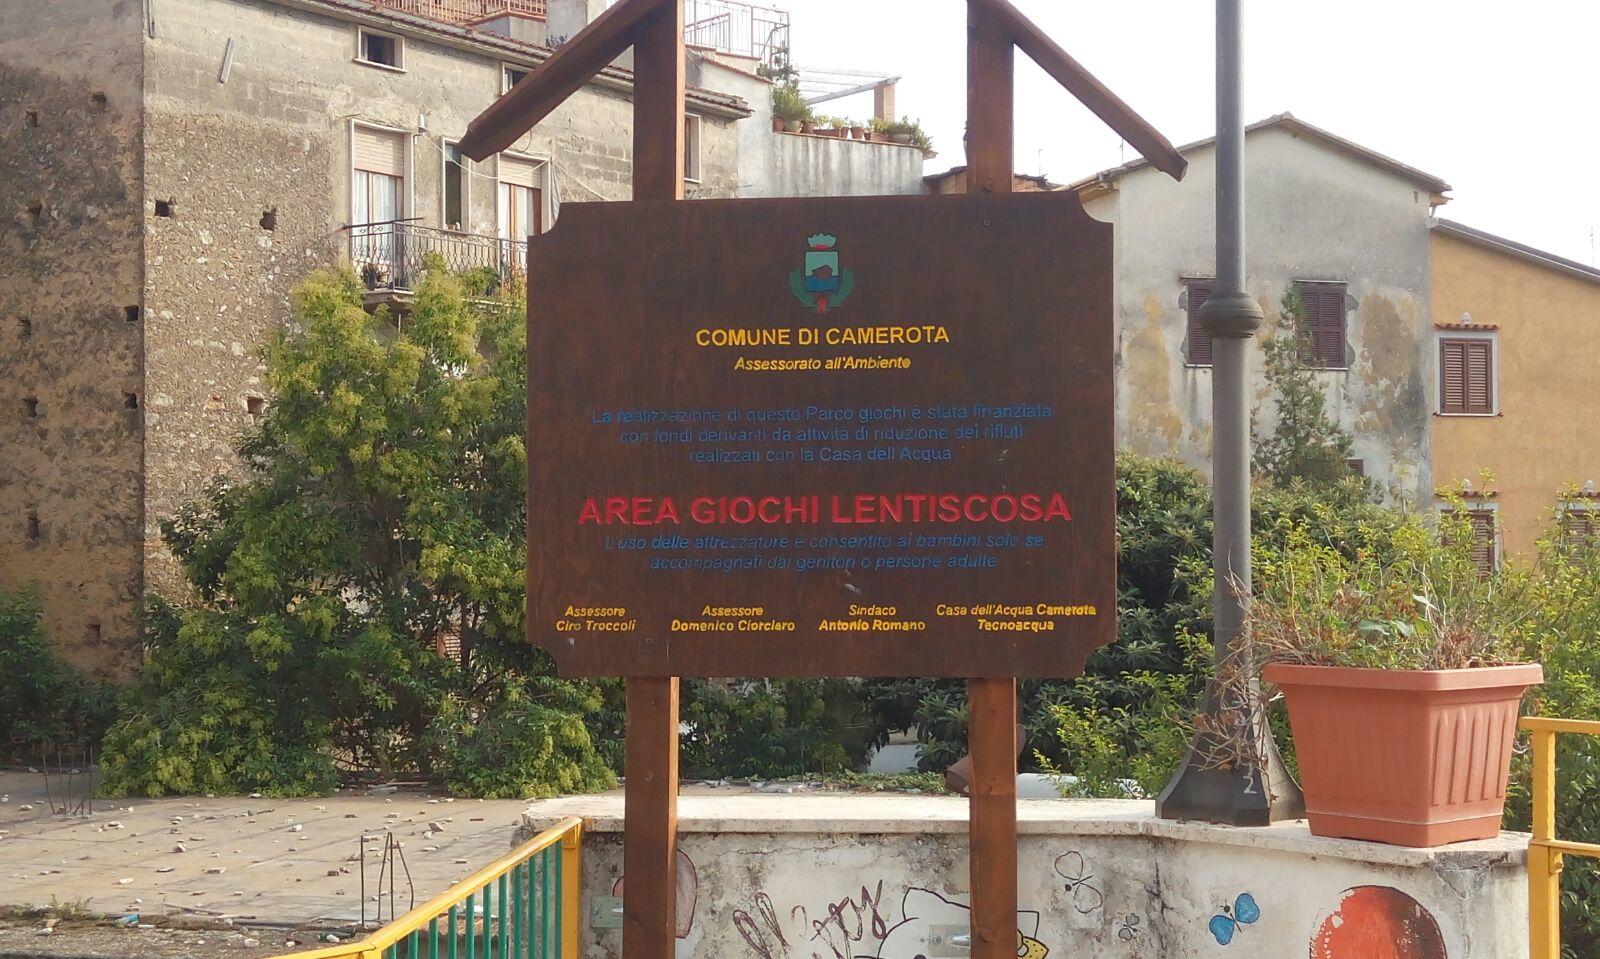 COMUNE DI CAMEROTA
Assessorato all'Ambiente
La realizzazione di questo Parco giochi è stata finanziata
con fondi derivanti da attività di riduzione dei rifiuti
realizzati con la Casa dell'Acqua
AREA GIOCHI LENTISCOSA
L'uso delle attrezzature è consentito ai bambini solo se
accompagnati dai genitori o persone adulte
Assessore Assessore Sindaco Casa dell'Acqua Camerota
Ciro Troccoli Domenico Ciorciaro Antonio Romano Tecnoacqua